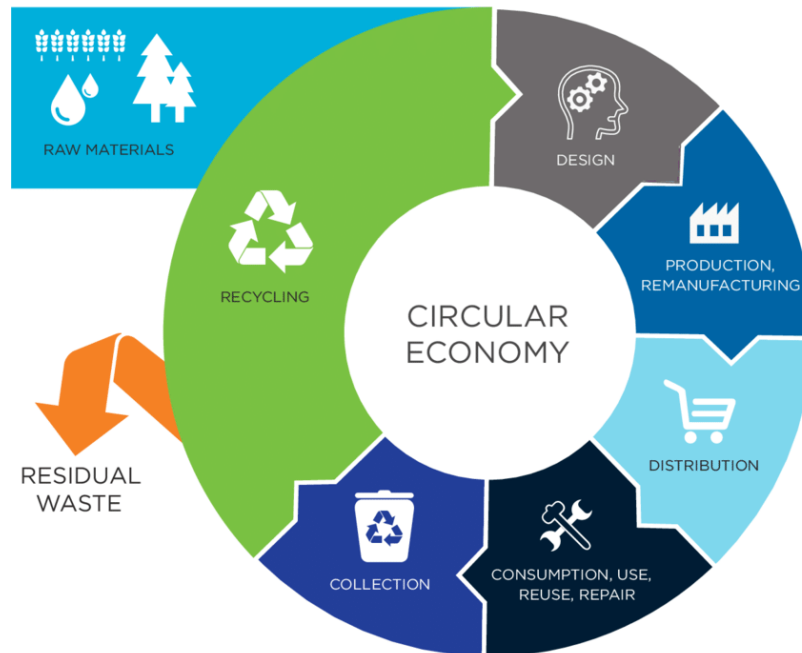 RAW MATERIALS
DESIGN
PRODUCTION,
REMANUFACTURING
RECYCLING
CIRCULAR
ECONOMY
DISTRIBUTION
RESIDUAL
WASTE
COLLECTION
CONSUMPTION, USE,
REUSE, REPAIR